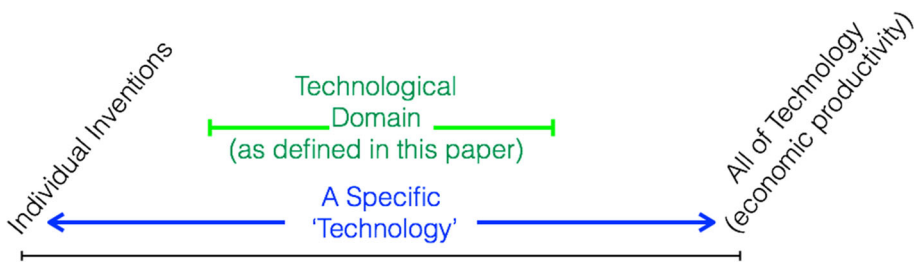 Individual Inventions
Technological
Domain
(as defined in this paper)
A Specific
‘Technology’
All of Technology
(economic productivity)